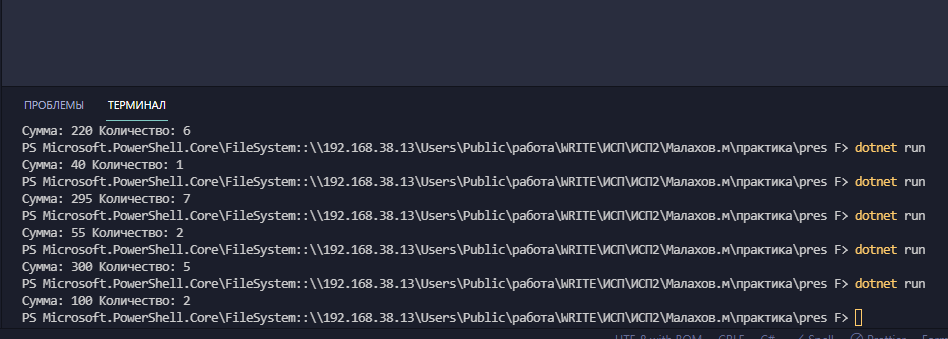 ПРОБЛЕМЫ ТЕРМИНАЛ
Сумма: 220 Количество: 6
PS Microsoft.PowerShell.Core\FileSystem::\\192.168.38.13\Users\Public\работа\WRITE\ИСП\ИСП2\Малахов.м\практика\pres F> dotnet run
Сумма: 40 Количество: 1
PS Microsoft.PowerShell.Core\FileSystem::\\192.168.38.13\Users\Public\работа\WRITE\ИСП\ИСП2\Малахов.м\практика\pres F> dotnet run
Сумма: 295 Количество: 7
PS Microsoft.PowerShell.Core\FileSystem::\\192.168.38.13\Users\Public\работа\WRITE\ИСП\ИСП2\Малахов.м\практика\pres F> dotnet run
Сумма: 55 Количество: 2
PS Microsoft.PowerShell.Core\FileSystem::\\192.168.38.13\Users\Public\работа\WRITE\ИСП\ИСП2\Малахов.м\практика\pres F> dotnet run
Сумма: 300 Количество: 5
PS Microsoft.PowerShell.Core\FileSystem::\\192.168.38.13\Users\Public\работа\WRITE\ИСП\ИСП2\Малахов.м\практика\pres F> dotnet run
Сумма: 100 Количество: 2
PS Microsoft.PowerShell.Core\FileSystem::\\192.168.38.13\Users\Public\работа\WRITE\ИСП\ИСП2\Малахов.м\практика\pres F>